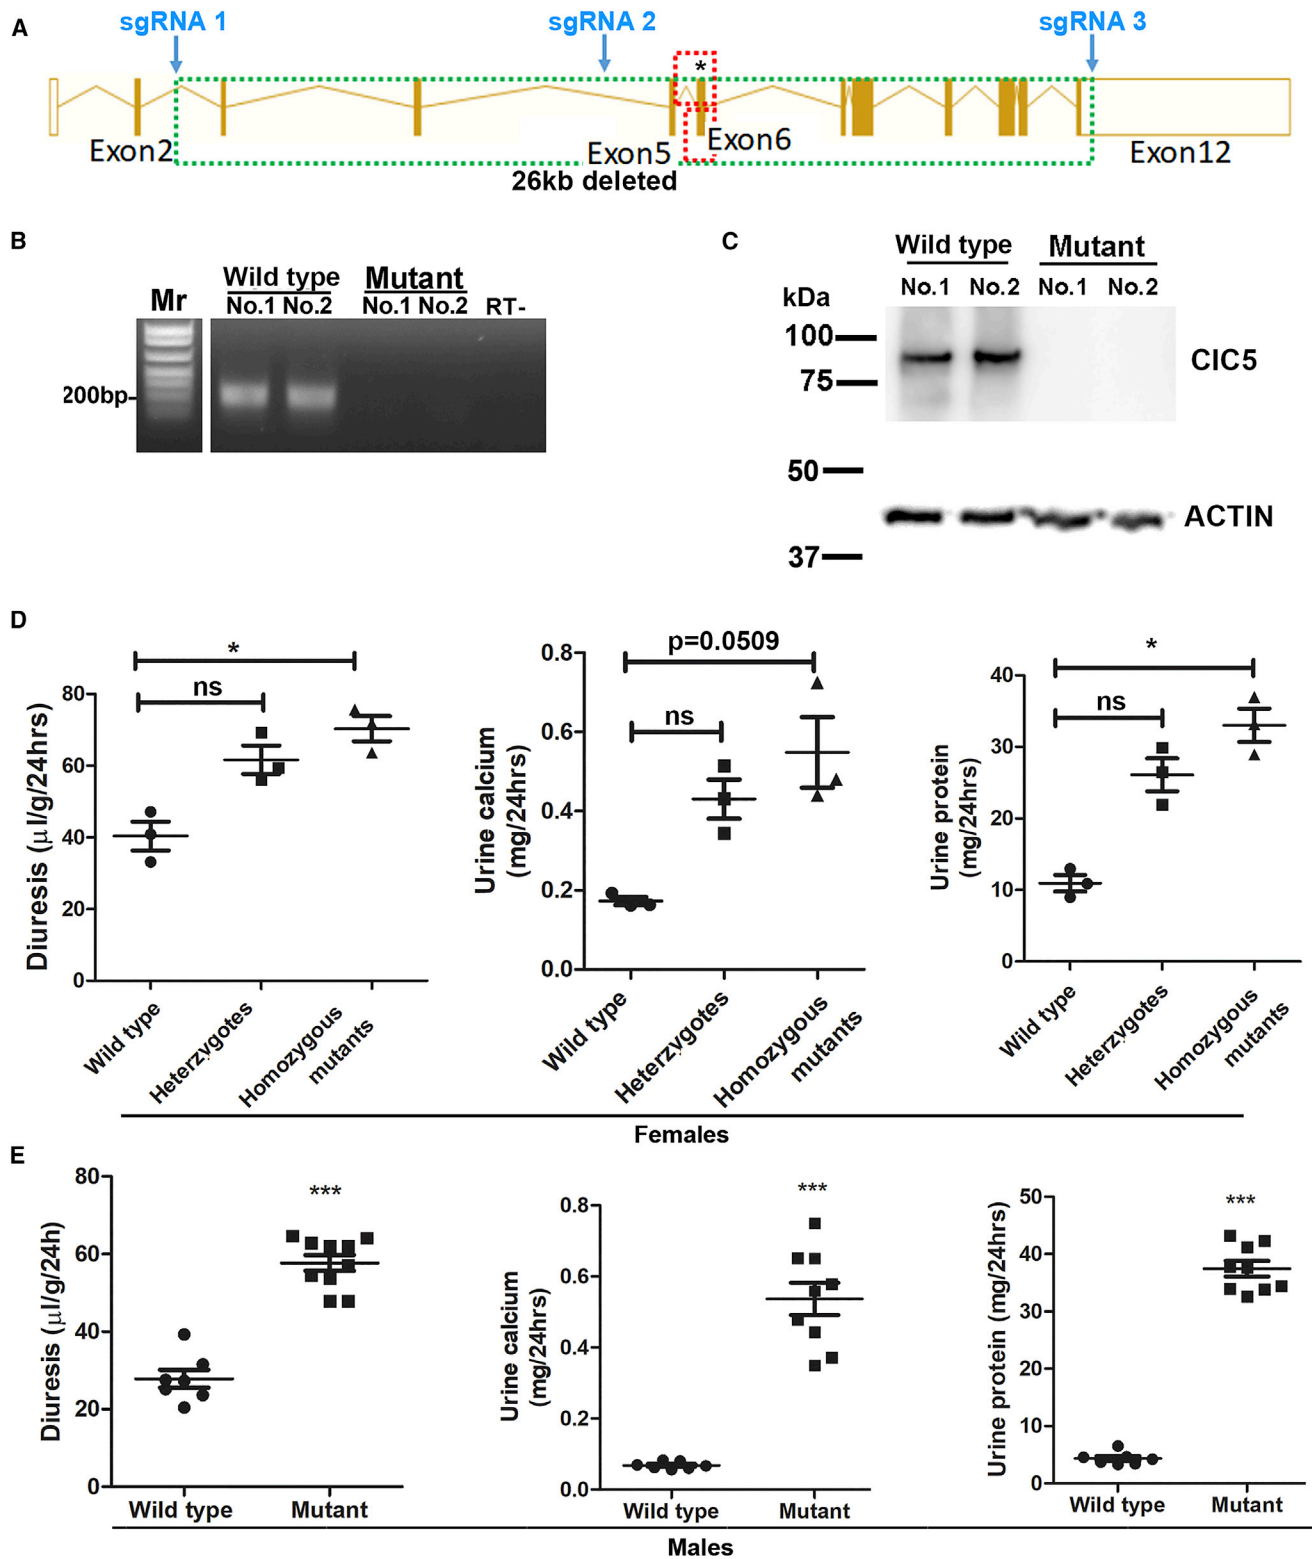 A
sgRNA 1
sgRNA 2
sgRNA 3
*
Exon2
Exon5
Exon6
Exon12
26kb deleted
B
Mr
Wild type
Mutant
No.1 No.2
No.1 No.2
RT-
200bp
C
Wild type
Mutant
No.1 No.2
No.1 No.2
kDa
100
75
ClC5
50
37
ACTIN
D
Diuresis (µl/g/24hrs)
80
60
40
20
0
*
ns
Wild type
Heterzygotes
Homozygous
mutants
Urine calcium
(mg/24hrs)
0.8
0.6
0.4
0.2
0.0
p=0.0509
ns
Wild type
Heterzygotes
Homozygous
mutants
Urine protein
(mg/24hrs)
40
30
20
10
0
*
ns
Wild type
Heterzygotes
Homozygous
mutants
Females
E
Diuresis (µl/g/24h)
80
60
40
20
0
***
Wild type
Mutant
Urine calcium
(mg/24hrs)
0.8
0.6
0.4
0.2
0.0
***
Wild type
Mutant
Urine protein (mg/24hrs)
50
40
30
20
10
0
***
Wild type
Mutant
Males